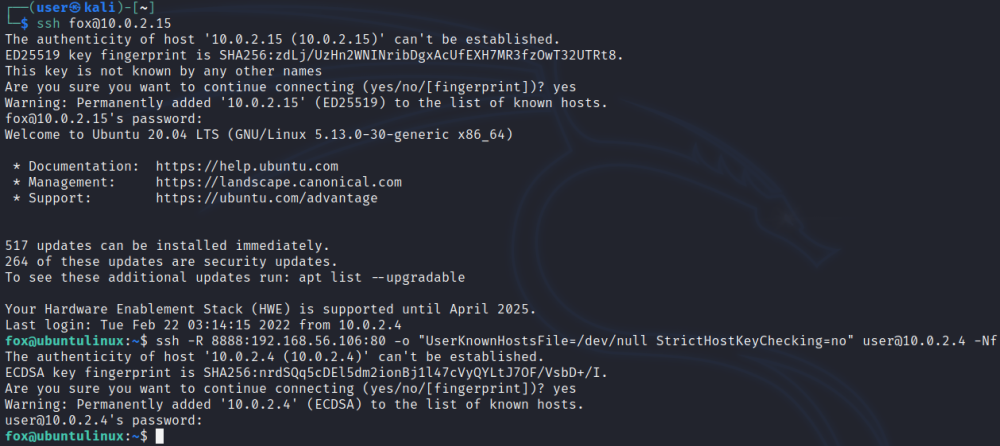 ┌──(user㉿kali)-[~]
└─$ ssh fox@10.0.2.15
The authenticity of host '10.0.2.15 (10.0.2.15)' can't be established.
ED25519 key fingerprint is SHA256:zdLj/UzHn2WNINribDgxAcUfEXH7MR3fzOwT32UTRt8.
This key is not known by any other names
Are you sure you want to continue connecting (yes/no/[fingerprint])? yes
Warning: Permanently added '10.0.2.15' (ED25519) to the list of known hosts.
fox@10.0.2.15's password:
Welcome to Ubuntu 20.04 LTS (GNU/Linux 5.13.0-30-generic x86_64)
* Documentation:  https://help.ubuntu.com
* Management:     https://landscape.canonical.com
* Support:        https://ubuntu.com/advantage
517 updates can be installed immediately.
264 of these updates are security updates.
To see these additional updates run: apt list --upgradable
Your Hardware Enablement Stack (HWE) is supported until April 2025.
Last login: Tue Feb 22 03:14:15 2022 from 10.0.2.4
fox@ubuntulinux:~$ ssh -R 8888:192.168.56.106:80 -o "UserKnownHostsFile=/dev/null StrictHostKeyChecking=no" user@10.0.2.4 -Nf
The authenticity of host '10.0.2.4 (10.0.2.4)' can't be established.
ECDSA key fingerprint is SHA256:nrdSQq5cDEl5dm2ionBj1l47cVyQYLtJ7OF/VsbD+/I.
Are you sure you want to continue connecting (yes/no/[fingerprint])? yes
Warning: Permanently added '10.0.2.4' (ECDSA) to the list of known hosts.
user@10.0.2.4's password:
fox@ubuntulinux:~$